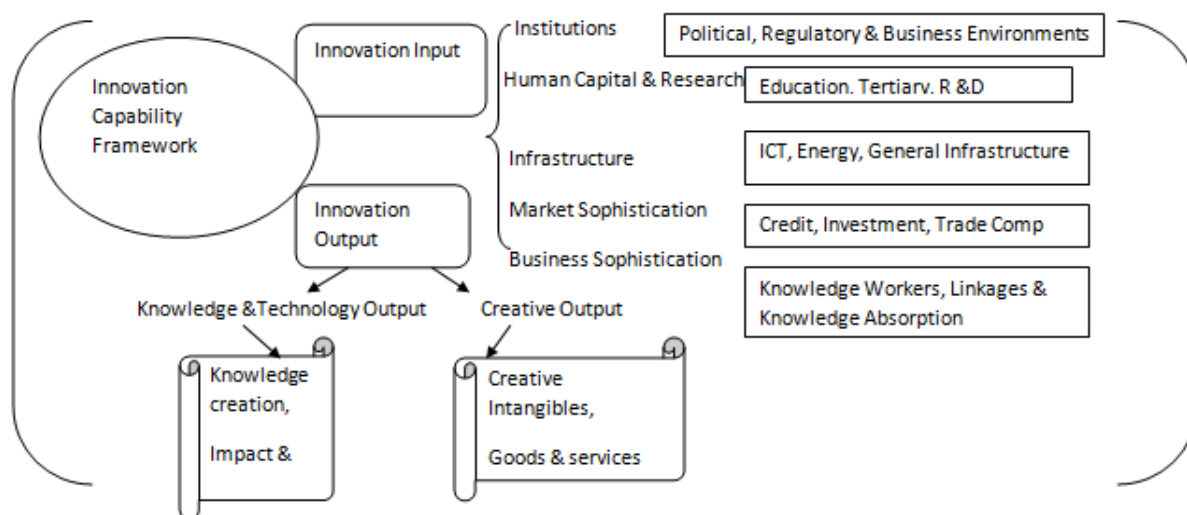 Innovation
Capability
Framework
Innovation Input
Institutions
Political, Regulatory & Business Environments
Human Capital & Research
Education. Tertiarv. R &D
Infrastructure
ICT, Energy, General Infrastructure
Innovation
Output
Market Sophistication
Credit, Investment, Trade Comp
Business Sophistication
Knowledge Workers, Linkages &
Knowledge Absorption
Knowledge &Technology Output
Creative Output
Knowledge
creation,
Impact &
Creative
Intangibles,
Goods & services